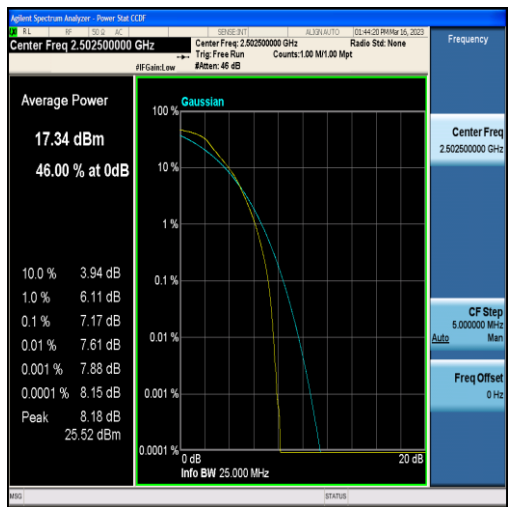 Agilent Spectrum Analyzer - Power Stat CCDF
RL RF 50 Ω AC SENSE:INT ALIGN AUTO 01:44:20 PM Mar 16, 2023
Center Freq 2.502500000 GHz
Center Freq: 2.502500000 GHz Radio Std: None
Trig: Free Run Counts:1.00 M/1.00 Mpt
#IFGain:Low #Atten: 46 dB
Frequency
Average Power
17.34 dBm
46.00 % at 0dB
10.0 % 3.94 dB
1.0 % 6.11 dB
0.1 % 7.17 dB
0.01 % 7.61 dB
0.001 % 7.88 dB
0.0001 % 8.15 dB
Peak 8.18 dB
25.52 dBm
Gaussian
100 %
10 %
1 %
0.1 %
0.01 %
0.001 %
0.0001 %
0 dB 20 dB
Info BW 25.000 MHz
Center Freq
2.502500000 GHz
CF Step
5.000000 MHz
Auto Man
Freq Offset
0 Hz
MSG STATUS